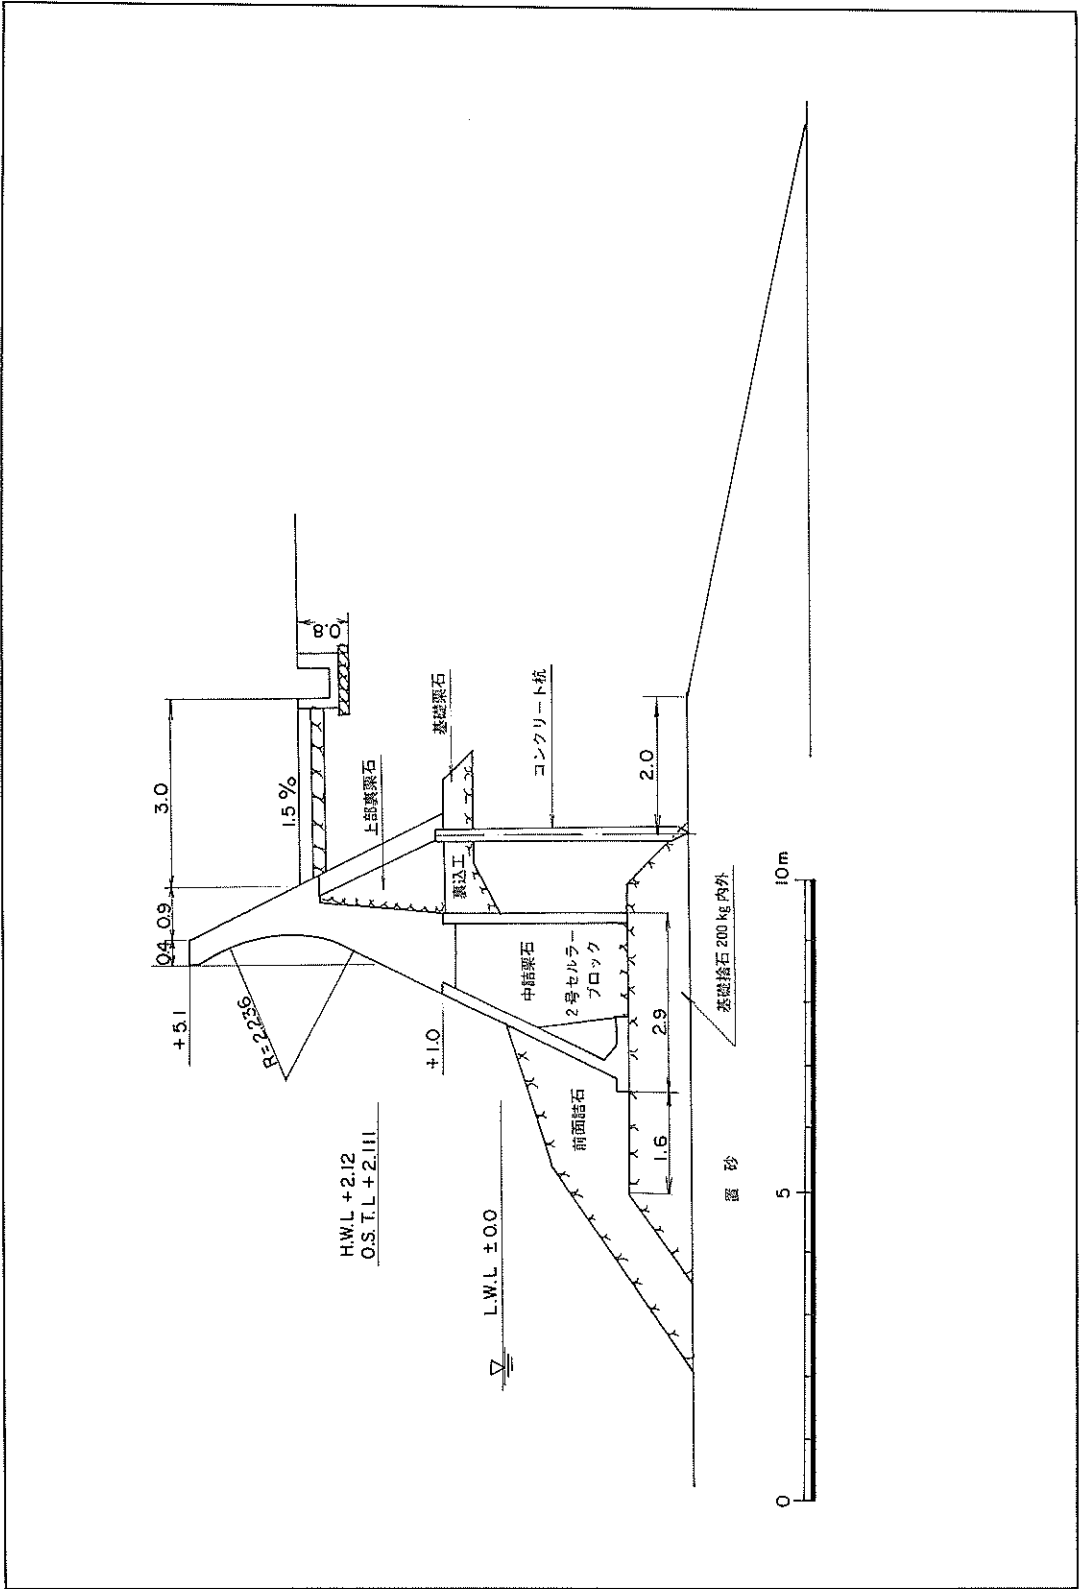 +5.1
0.4
0.9
3.0
R=2.236
1.5%
0.8
H.W.L +2.12
O.S.T.L +2.111
+1.0
上部裏栗石
基礎栗石
L.W.L ±0.0
裏込工
中詰栗石
2号セルラー
ブロック
コンクリート杭
前面詰石
1.6
2.9
2.0
置砂
基礎捨石 200kg 内外
0
5
10m